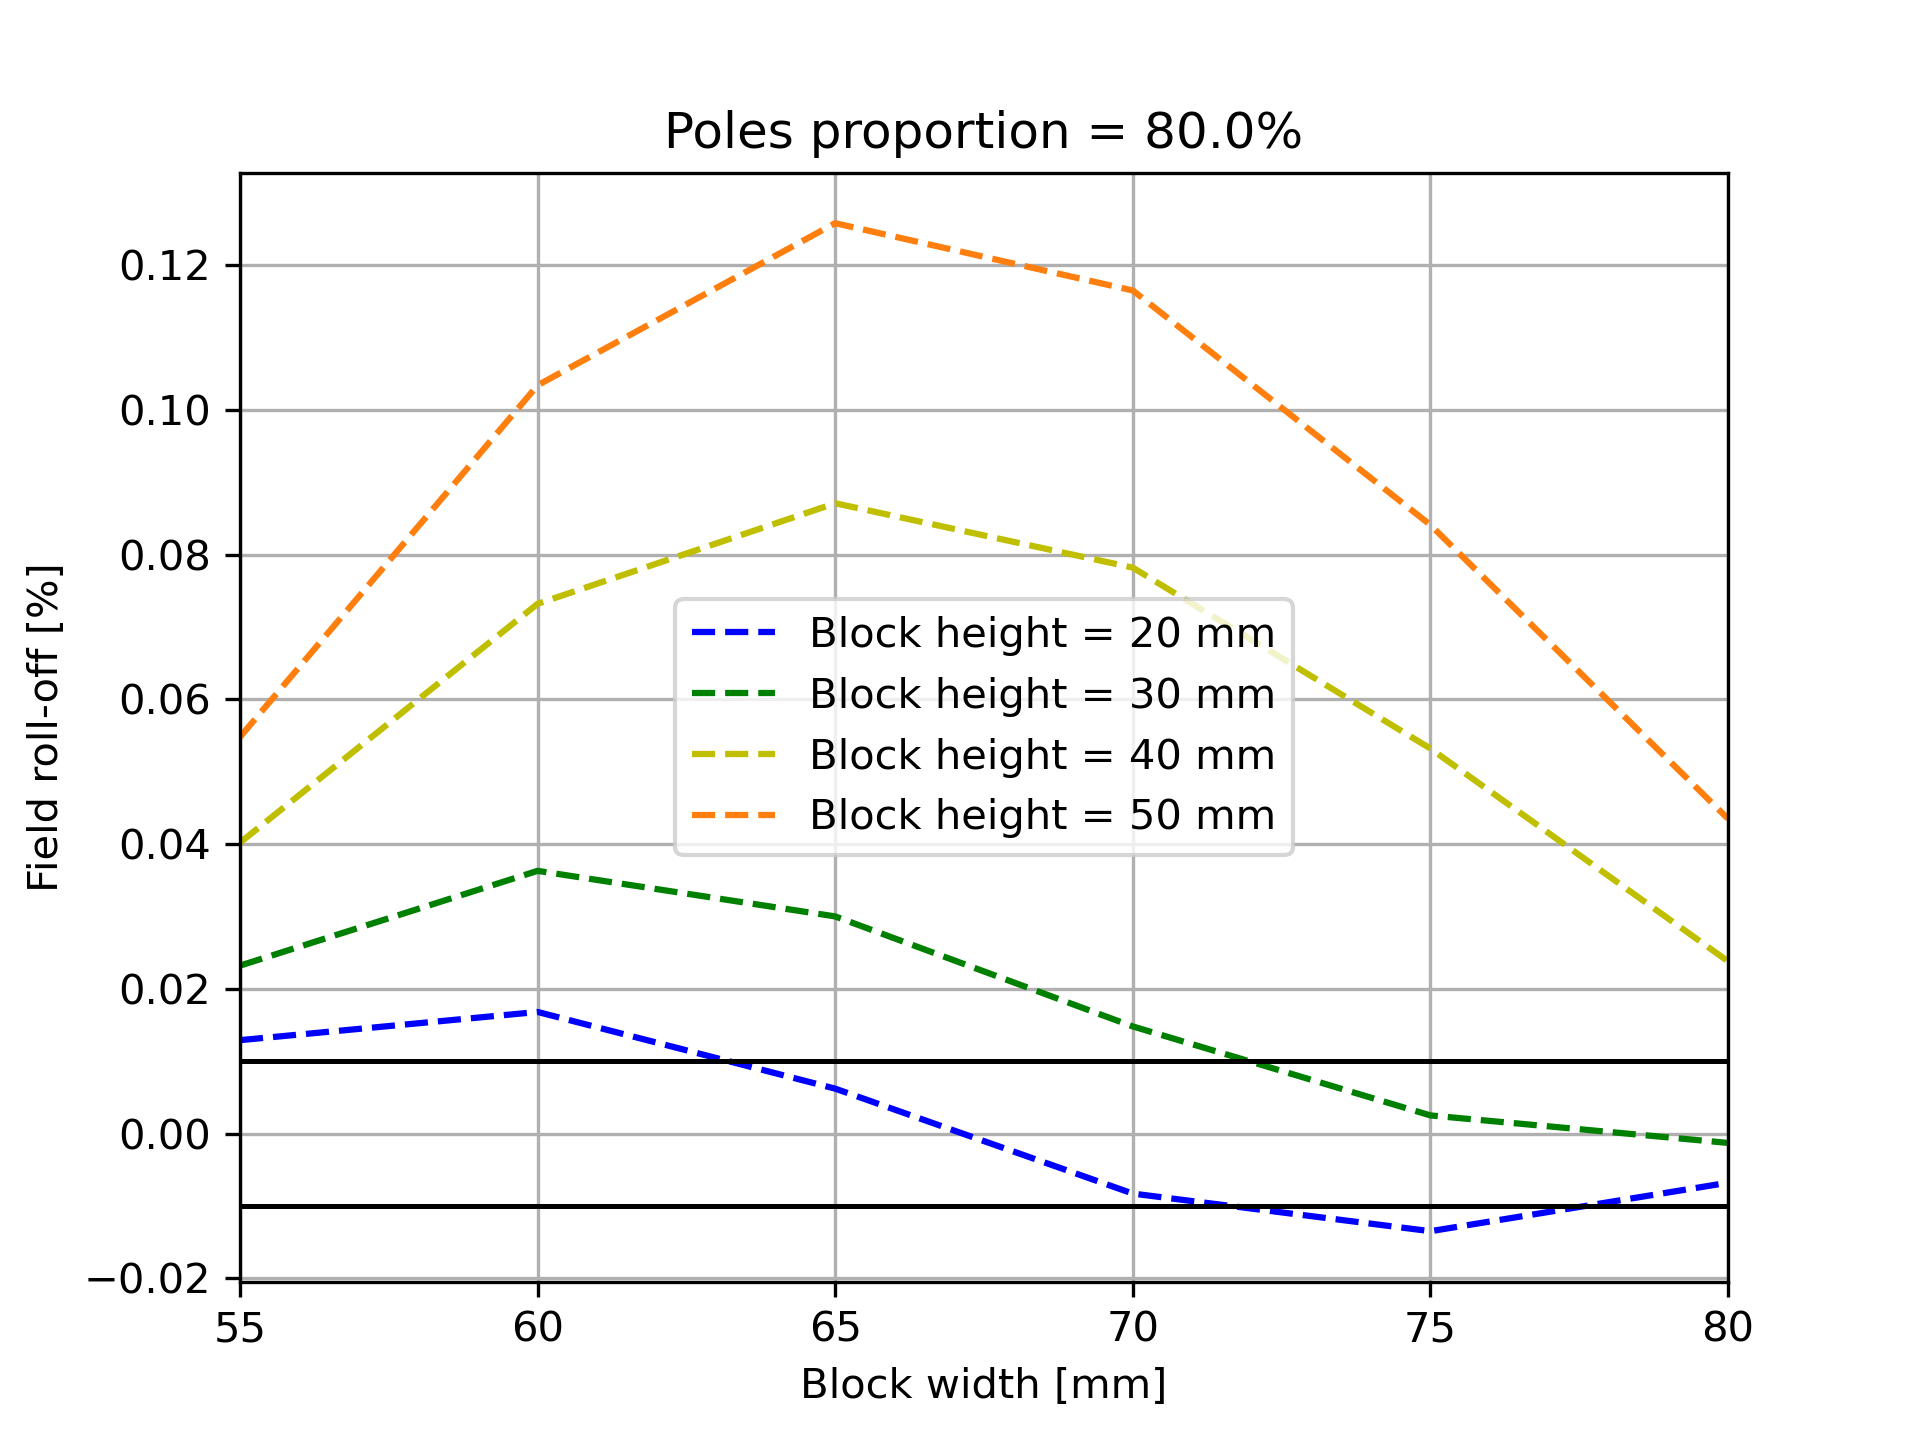 Poles proportion = 80.0%
Field roll-off [%]
0.12
0.10
0.08
0.06
0.04
0.02
0.00
−0.02
Block height = 20 mm
Block height = 30 mm
Block height = 40 mm
Block height = 50 mm
55 60 65 70 75 80
Block width [mm]